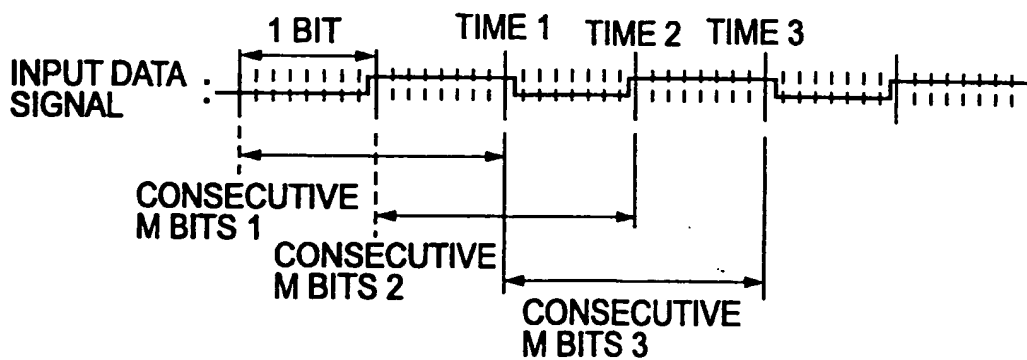 1 BIT
TIME 1
TIME 2
TIME 3
INPUT DATA :
SIGNAL :
CONSECUTIVE
M BITS 1
CONSECUTIVE
M BITS 2
CONSECUTIVE
M BITS 3